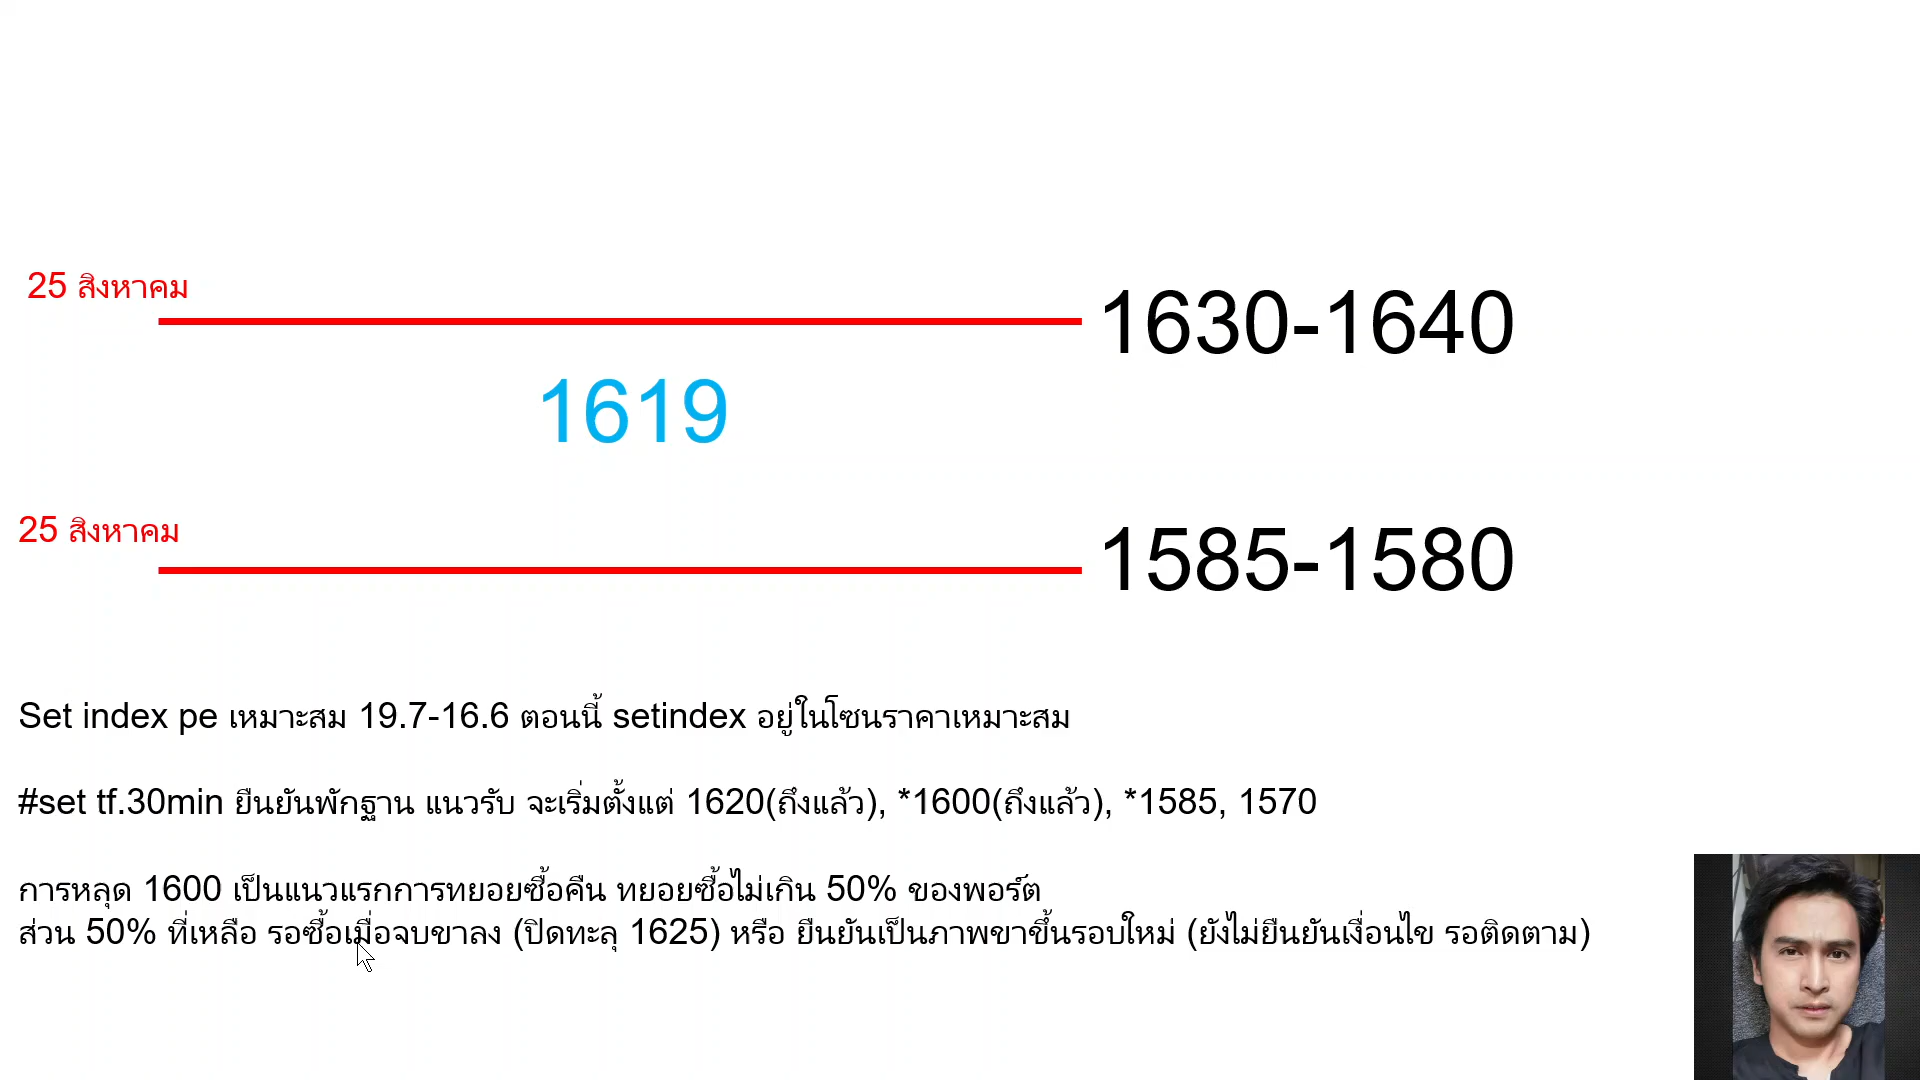 25 สิงหาคม
1630-1640
1619
25 สิงหาคม
1585-1580
Set index pe เหมาะสม 19.7-16.6 ตอนนี้ setindex อยู่ในโซนราคาเหมาะสม
#set tf.30min ยืนยันพักฐาน แนวรับ จะเริ่มตั้งแต่ 1620(ถึงแล้ว), *1600(ถึงแล้ว), *1585, 1570
การหลุด 1600 เป็นแนวแรกการทยอยซื้อคืน ทยอยซื้อไม่เกิน 50% ของพอร์ต
ส่วน 50% ที่เหลือ รอซื้อเมื่อจบขาลง (ปิดทะลุ 1625) หรือ ยืนยันเป็นภาพขาขึ้นรอบใหม่ (ยังไม่ยืนยันเงื่อนไข รอติดตาม)